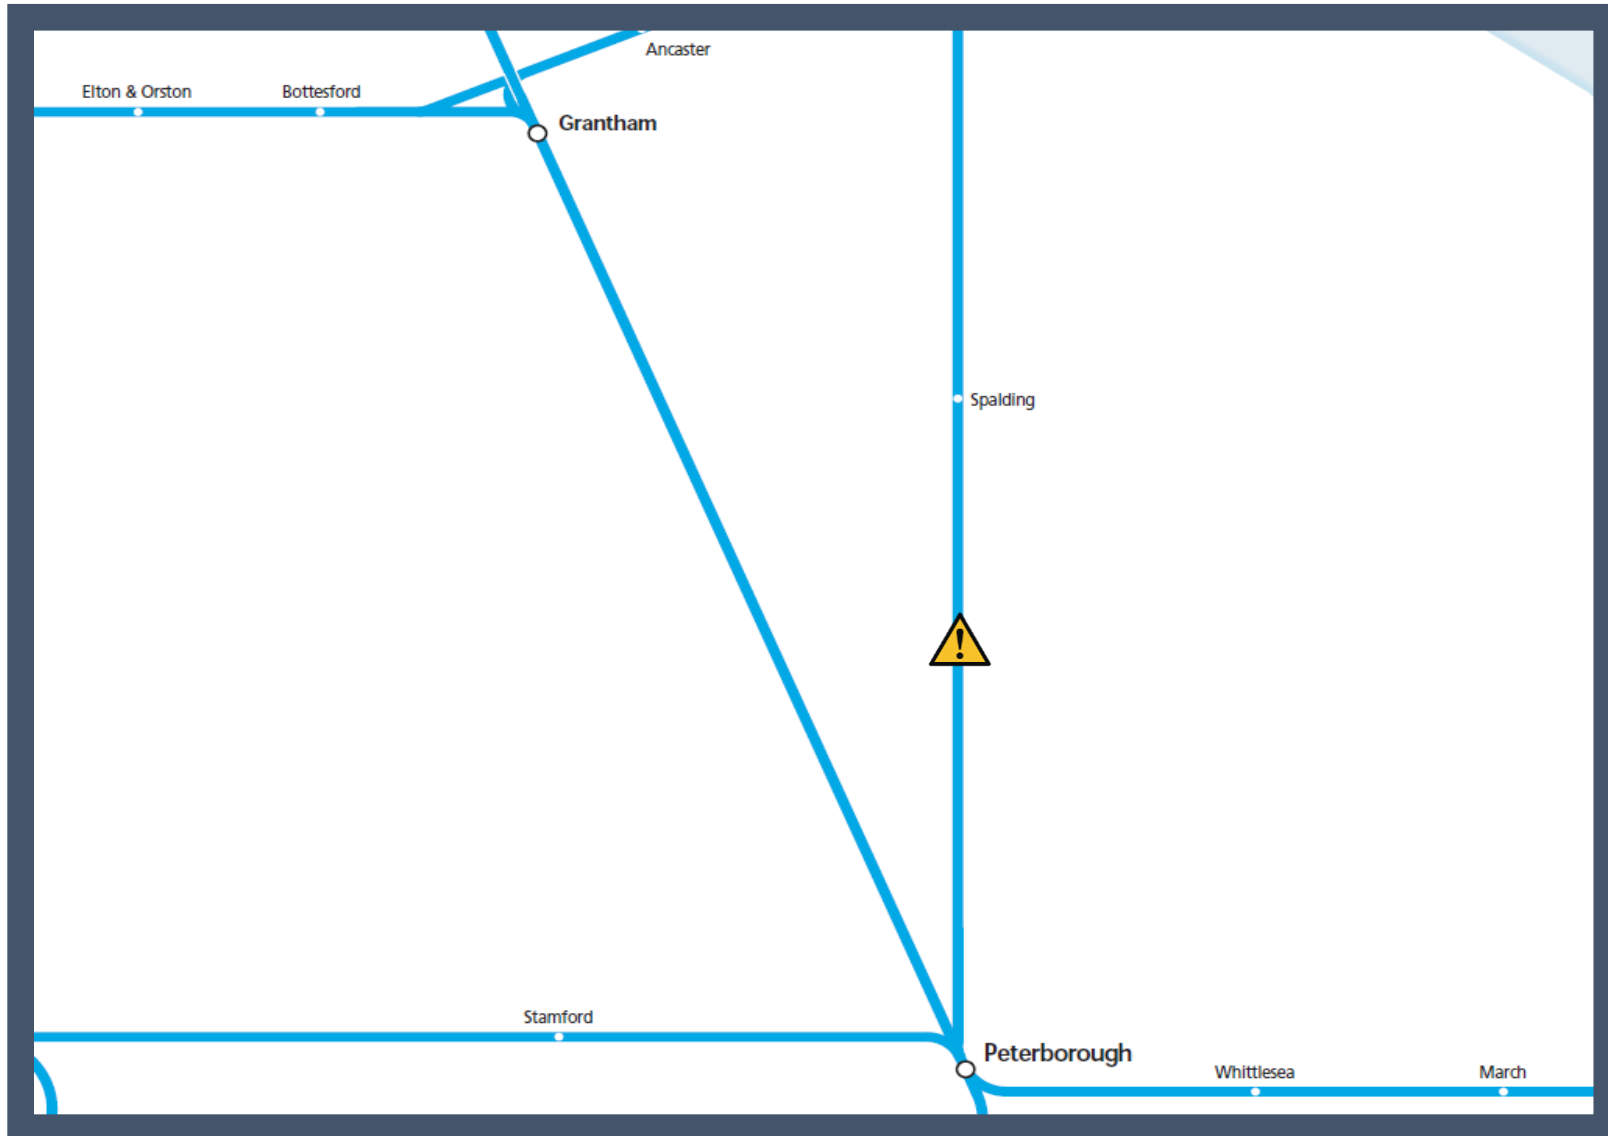 Ancaster
Elton & Orston
Bottesford
Grantham
Spalding
!
Stamford
Peterborough
Whittlesea
March